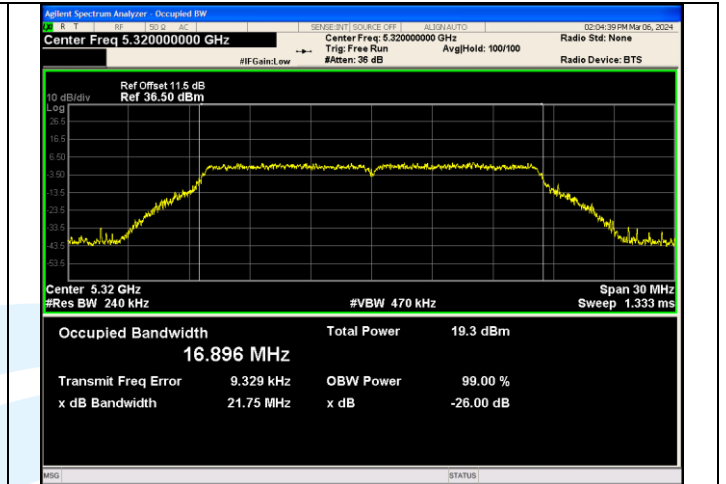 Agilent Spectrum Analyzer - Occupied BW
R T RF 50 Ω AC SENSE:INT SOURCE OFF ALIGN AUTO 02:04:39 PM Mar 06, 2024
Center Freq 5.320000000 GHz Center Freq: 5.320000000 GHz Radio Std: None
Trig: Free Run Avg|Hold: 100/100
#IFGain:Low #Atten: 36 dB Radio Device: BTS
Ref Offset 11.5 dB
10 dB/div Ref 36.50 dBm
Log
26.5
16.5
6.50
-3.50
-13.5
-23.5
-33.5
-43.5
-53.5
Center 5.32 GHz Span 30 MHz
#Res BW 240 kHz #VBW 470 kHz Sweep 1.333 ms
Occupied Bandwidth Total Power 19.3 dBm
16.896 MHz
Transmit Freq Error 9.329 kHz OBW Power 99.00 %
x dB Bandwidth 21.75 MHz x dB -26.00 dB
MSG STATUS